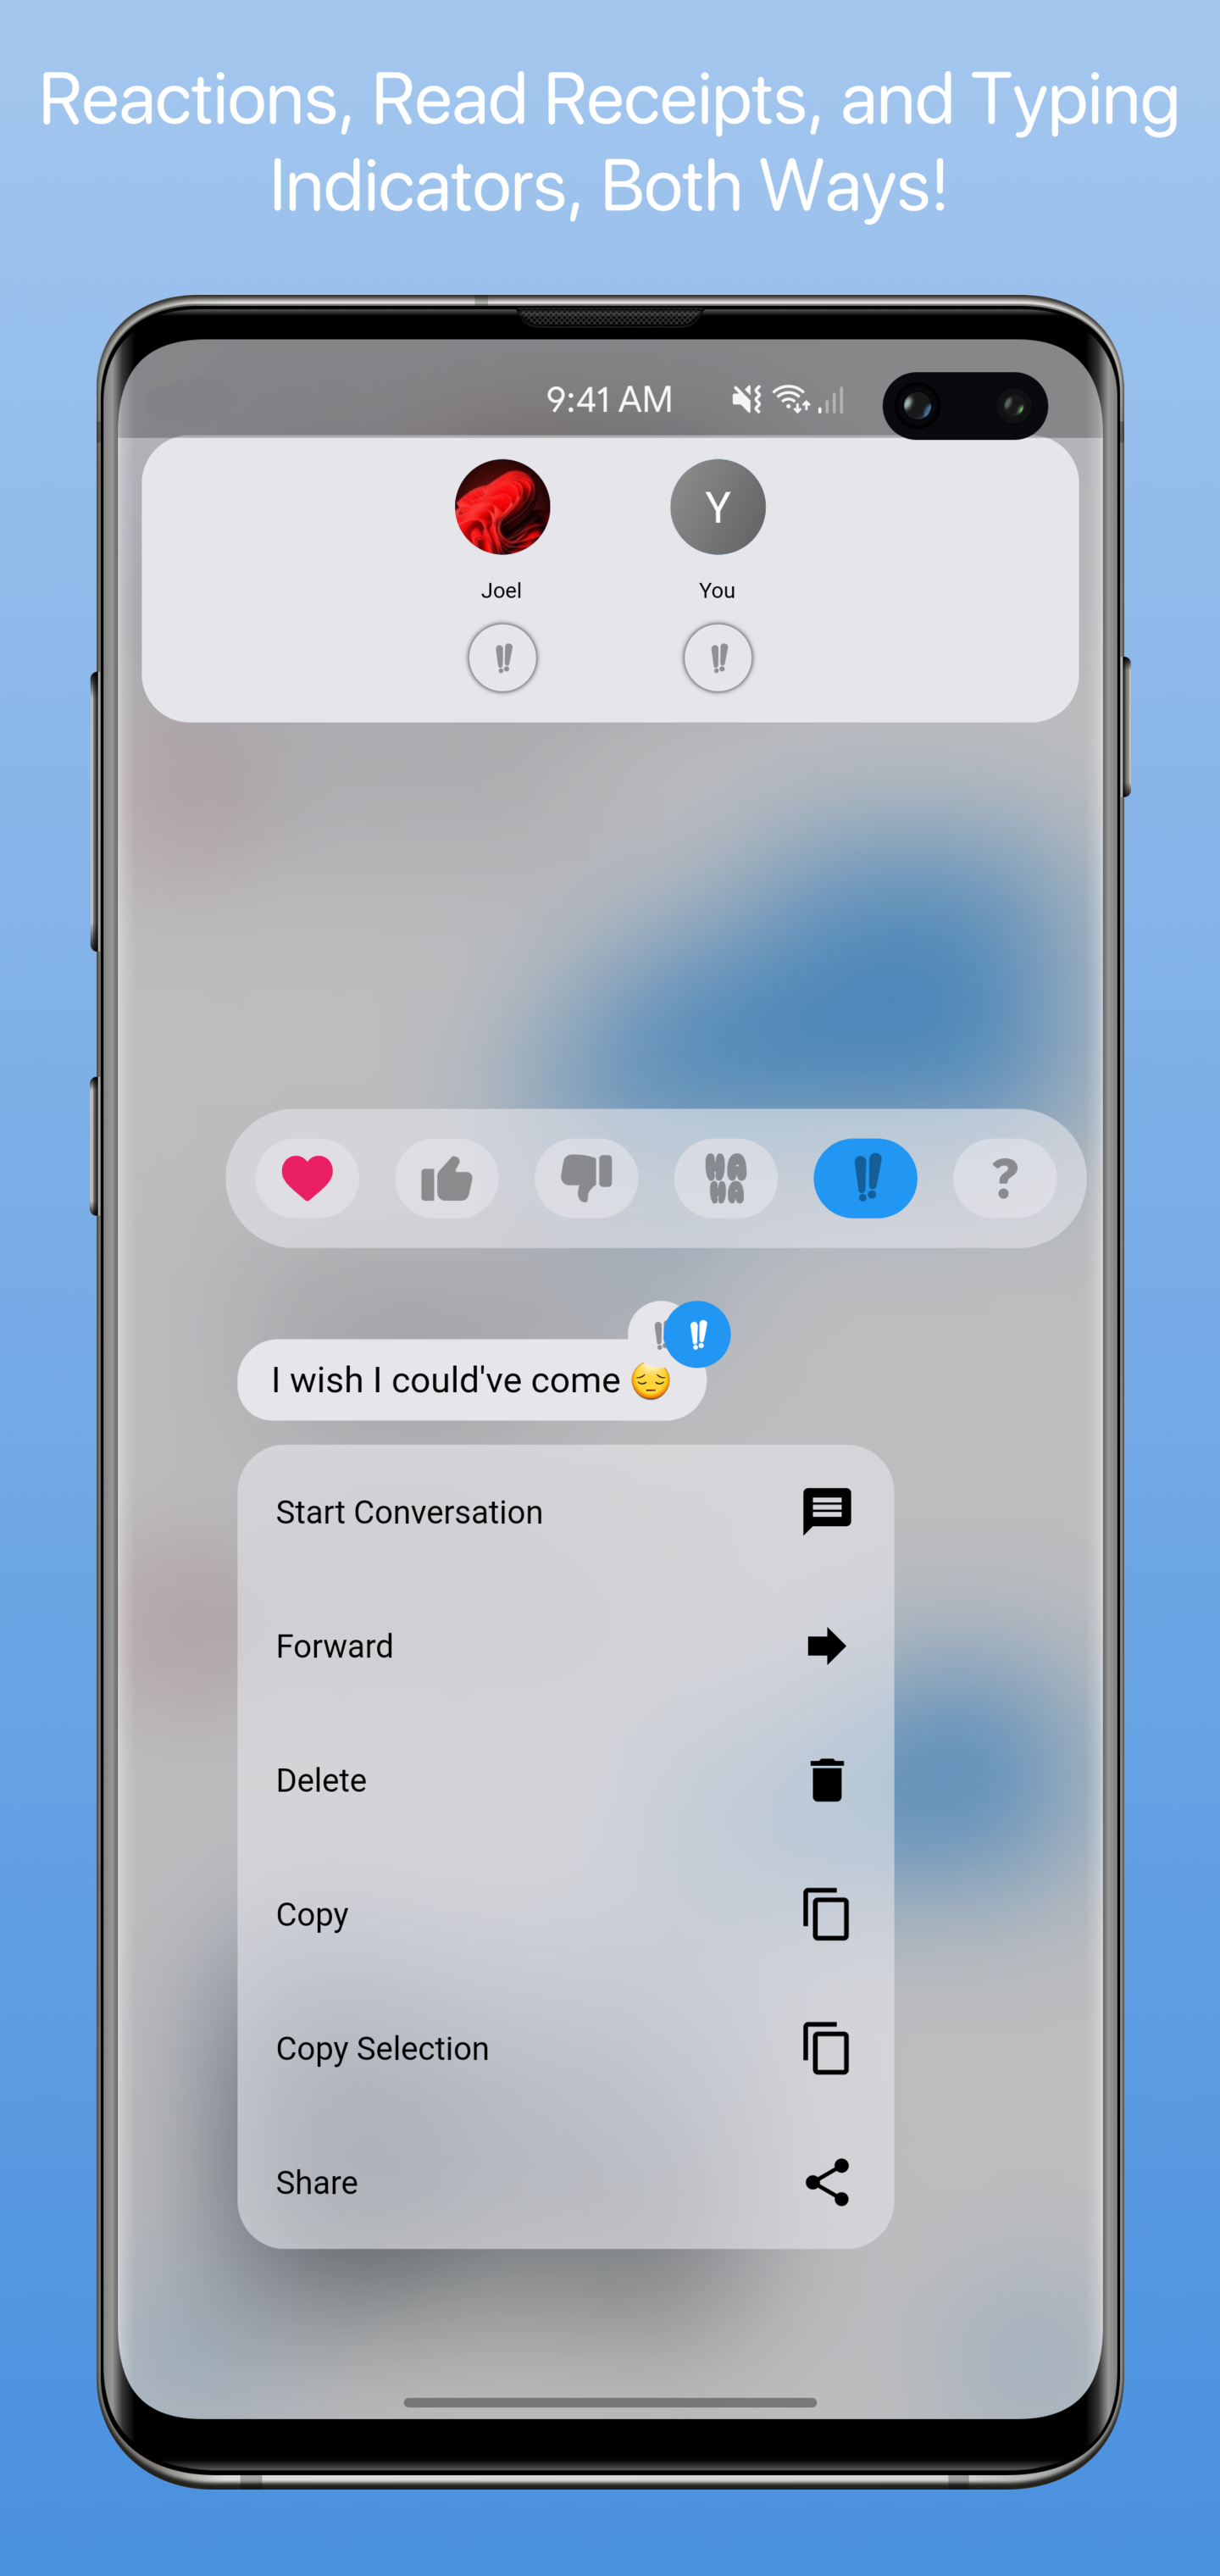 Reactions, Read Receipts, and Typing
Indicators, Both Ways!
9:41 AM
Y
Joel
You
!!
!!
HA
HA
!!
?
!!
!!
I wish I could've come 😔
Start Conversation
Forward
Delete
Copy
Copy Selection
Share